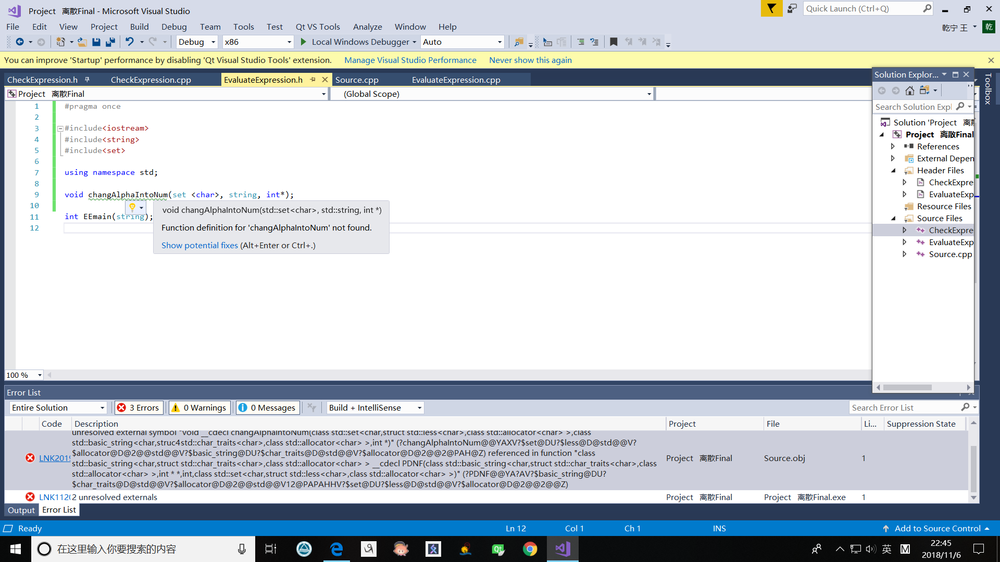 Project 离散Final - Microsoft Visual Studio
Quick Launch (Ctrl+Q)
File Edit View Project Build Debug Team Tools Test Qt VS Tools Analyze Window Help
乾宁 王 乾
Debug x86 Local Windows Debugger Auto
You can improve 'Startup' performance by disabling 'Qt Visual Studio Tools' extension. Manage Visual Studio Performance Never show this again
CheckExpression.h CheckExpression.cpp EvaluateExpression.h Source.cpp EvaluateExpression.cpp
Project 离散Final (Global Scope)
1 #pragma once
2
3 #include<iostream>
4 #include<string>
5 #include<set>
6
7 using namespace std;
8
9 void changAlphaIntoNum(set <char>, string, int*);
10
11 int EEmain(string);
12
void changAlphaIntoNum(std::set<char>, std::string, int *)
Function definition for 'changAlphaIntoNum' not found.
Show potential fixes (Alt+Enter or Ctrl+.)
100 %
Solution Explor...
Toolbox
Search Solution Expl
Solution 'Project 离散
Project 离散Final
References
External Depen
Header Files
CheckExpre
EvaluateExp
Resource Files
Source Files
CheckExpre
EvaluateExp
Source.cpp
Error List
Entire Solution 3 Errors 0 Warnings 0 Messages Build + IntelliSense Search Error List
Code Description Project File Li... Suppression State
unresolved external symbol "void __cdecl changAlphaIntoNum(class std::set<char,struct std::less<char>,class std::allocator<char> >,class
std::basic_string<char,struc4std::char_traits<char>,class std::allocator<char> >,int *)" (?changAlphaIntoNum@@YAXV?$set@DU?$less@D@std@@V?
$allocator@D@2@@std@@V?$basic_string@DU?$char_traits@D@std@@V?$allocator@D@2@@2@PAH@Z) referenced in function "class
LNK2019 std::basic_string<char,struct std::char_traits<char>,class std::allocator<char> > __cdecl PDNF(class std::basic_string<char,struct std::char_traits<char>,class Project 离散Final Source.obj 1
std::allocator<char> >,int * *,int,class std::set<char,struct std::less<char>,class std::allocator<char> >)" (?PDNF@@YA?AV?$basic_string@DU?
$char_traits@D@std@@V?$allocator@D@2@@std@@V12@PAPAHHV?$set@DU?$less@D@std@@V?$allocator@D@2@@2@@Z)
LNK112 2 unresolved externals Project 离散Final Project 离散Final.exe 1
Output Error List
Ready Ln 12 Col 1 Ch 1 INS Add to Source Control
在这里输入你要搜索的内容
Qt
英 M
22:45
2018/11/6